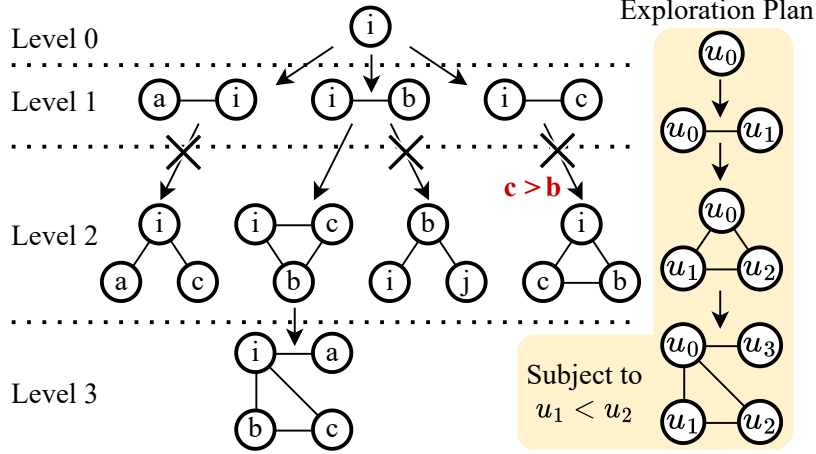 Exploration Plan
Level 0
i
u₀
Level 1
a i
i b
i c
u₀ u₁
c > b
Level 2
i
a c
i c
b
b
i j
i
c b
u₀
u₁ u₂
Level 3
i a
b c
Subject to
u₁ < u₂
u₀ u₃
u₁ u₂